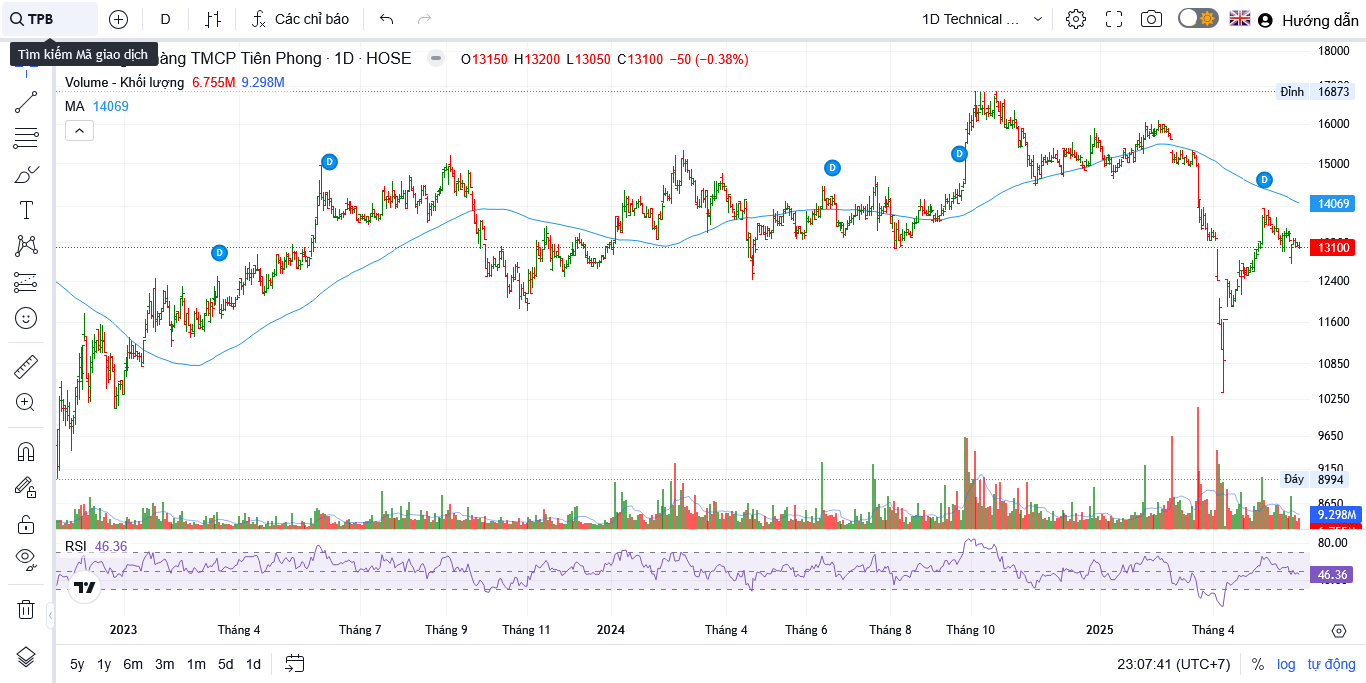 TPB
D
Các chỉ báo
1D Technical ...
Hướng dẫn
Tìm kiếm Mã giao dịch
àng TMCP Tiên Phong · 1D · HOSE
O13150 H13200 L13050 C13100 −50 (−0.38%)
Volume - Khối lượng 6.755M 9.298M
MA 14069
18000
Đỉnh 16873
16000
15000
14069
13100
12400
11600
10850
10250
9650
9150
Đáy 8994
8650
9.298M
6.755M
D
D
D
D
D
RSI 46.36
80.00
46.36
2023
Tháng 4
Tháng 7
Tháng 9
Tháng 11
2024
Tháng 4
Tháng 6
Tháng 8
Tháng 10
2025
Tháng 4
5y 1y 6m 3m 1m 5d 1d
23:07:41 (UTC+7) % log tự động